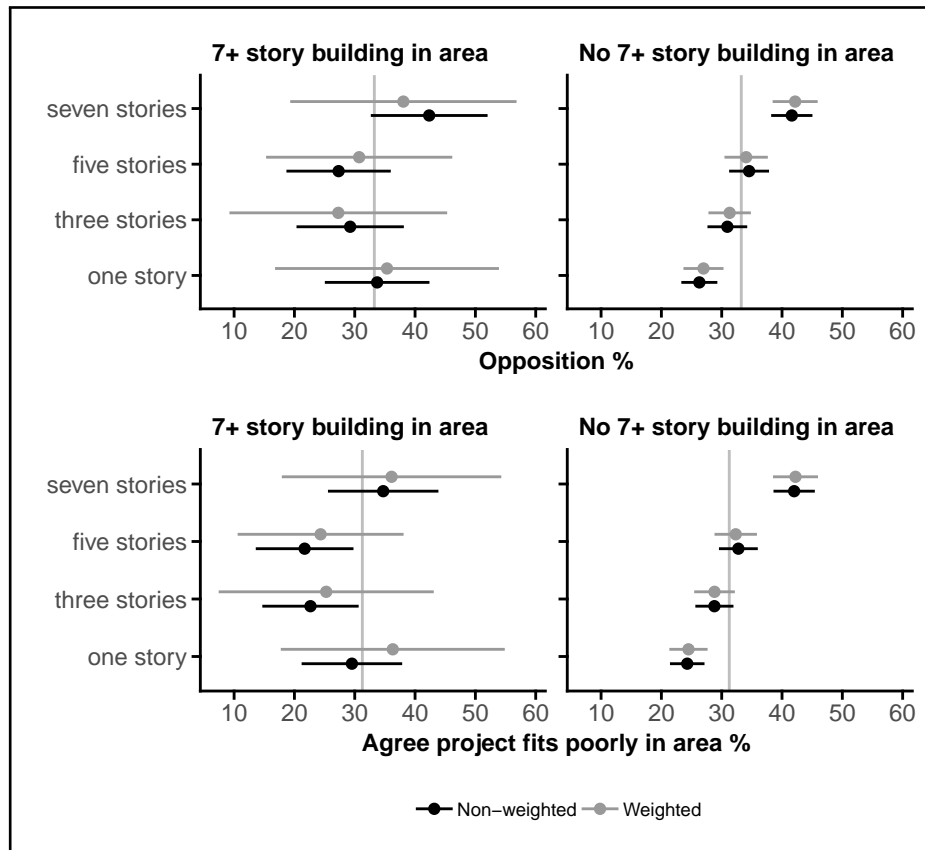 7+ story building in area No 7+ story building in area
seven stories
five stories
three stories
one story
10 20 30 40 50 60 10 20 30 40 50 60
Opposition %
7+ story building in area No 7+ story building in area
seven stories
five stories
three stories
one story
10 20 30 40 50 60 10 20 30 40 50 60
Agree project fits poorly in area %
Non−weighted Weighted